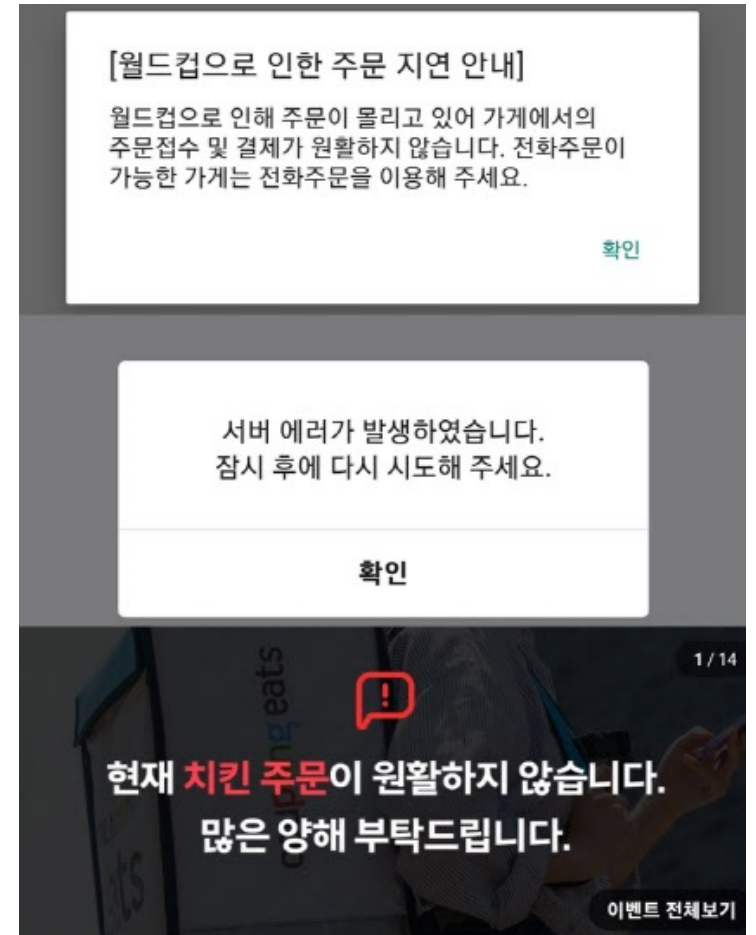 [월드컵으로 인한 주문 지연 안내]
월드컵으로 인해 주문이 몰리고 있어 가게에서의
주문접수 및 결제가 원활하지 않습니다. 전화주문이
가능한 가게는 전화주문을 이용해 주세요.
확인
서버 에러가 발생하였습니다.
잠시 후에 다시 시도해 주세요.
확인
1 / 14
coupang eats
현재 치킨 주문이 원활하지 않습니다.
많은 양해 부탁드립니다.
ats
이벤트 전체보기